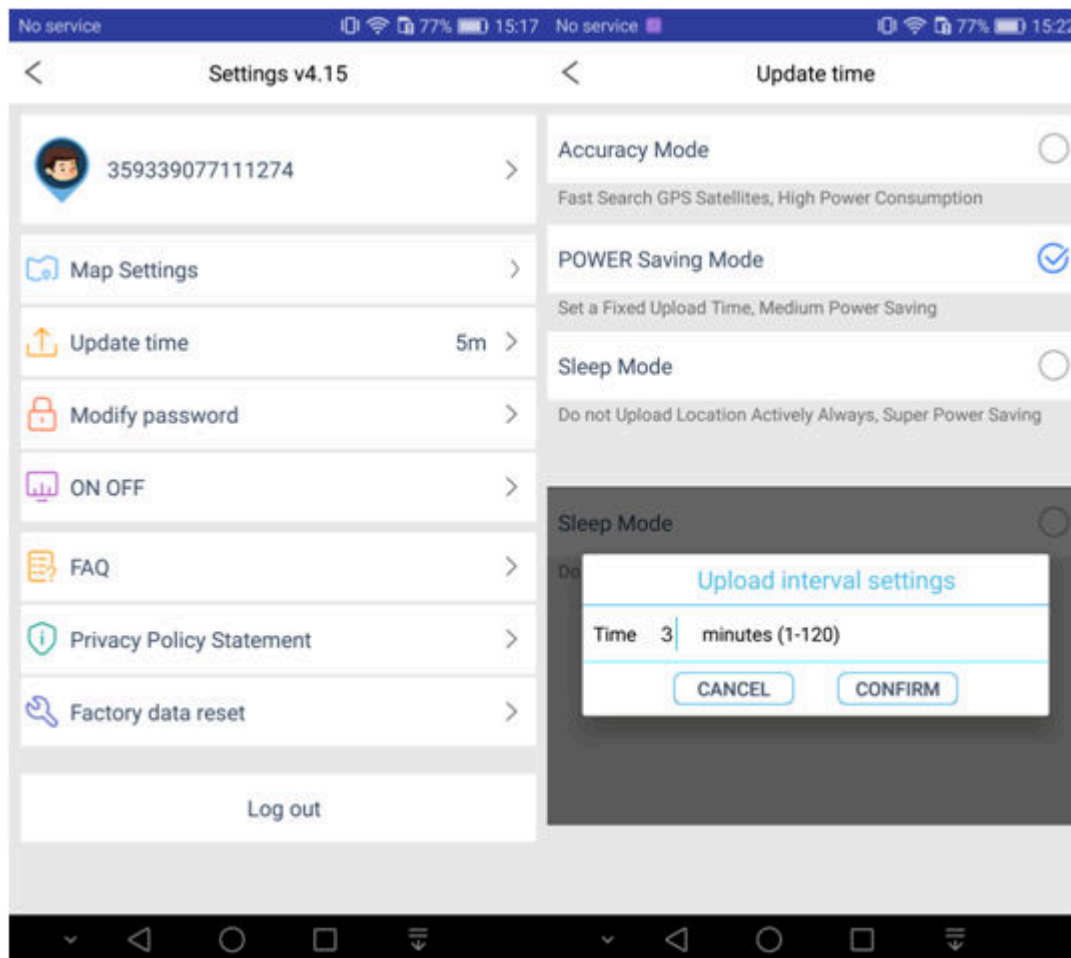 No service 77% 15:17
Settings v4.15
359339077111274
Map Settings
Update time 5m
Modify password
ON OFF
FAQ
Privacy Policy Statement
Factory data reset
Log out
No service 77% 15:22
Update time
Accuracy Mode
Fast Search GPS Satellites, High Power Consumption
POWER Saving Mode
Set a Fixed Upload Time, Medium Power Saving
Sleep Mode
Do not Upload Location Actively Always, Super Power Saving
Sleep Mode
Do
Upload interval settings
Time 3 minutes (1-120)
CANCEL CONFIRM